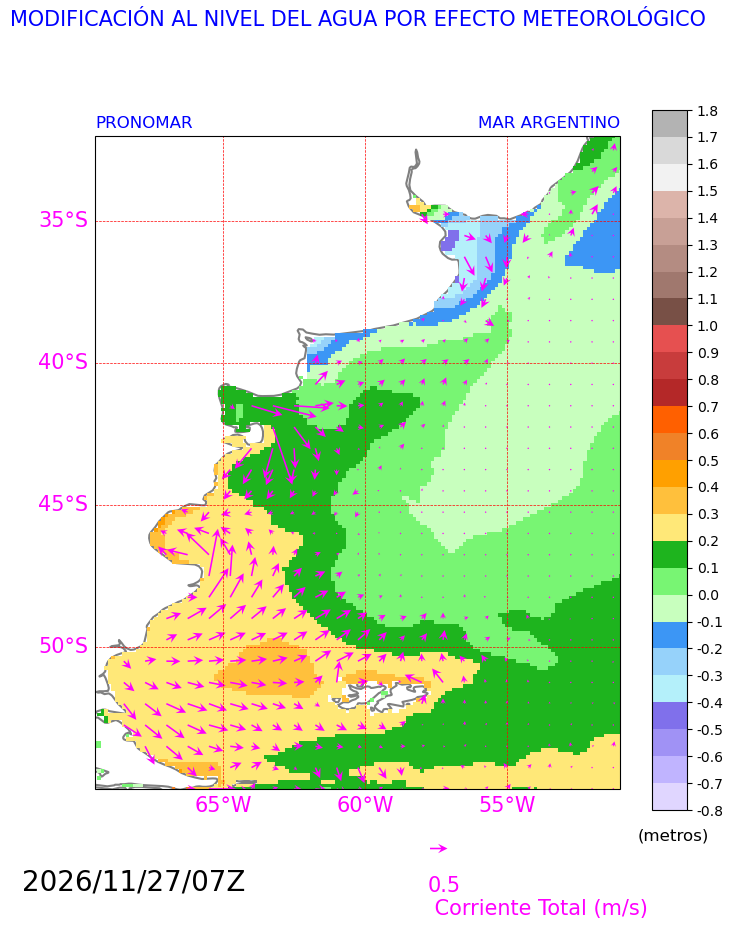 MODIFICACIÓN AL NIVEL DEL AGUA POR EFECTO METEOROLÓGICO
PRONOMAR
MAR ARGENTINO
35°S
40°S
45°S
50°S
65°W
60°W
55°W
1.8
1.7
1.6
1.5
1.4
1.3
1.2
1.1
1.0
0.9
0.8
0.7
0.6
0.5
0.4
0.3
0.2
0.1
0.0
-0.1
-0.2
-0.3
-0.4
-0.5
-0.6
-0.7
-0.8
(metros)
2026/11/27/07Z
0.5
Corriente Total (m/s)